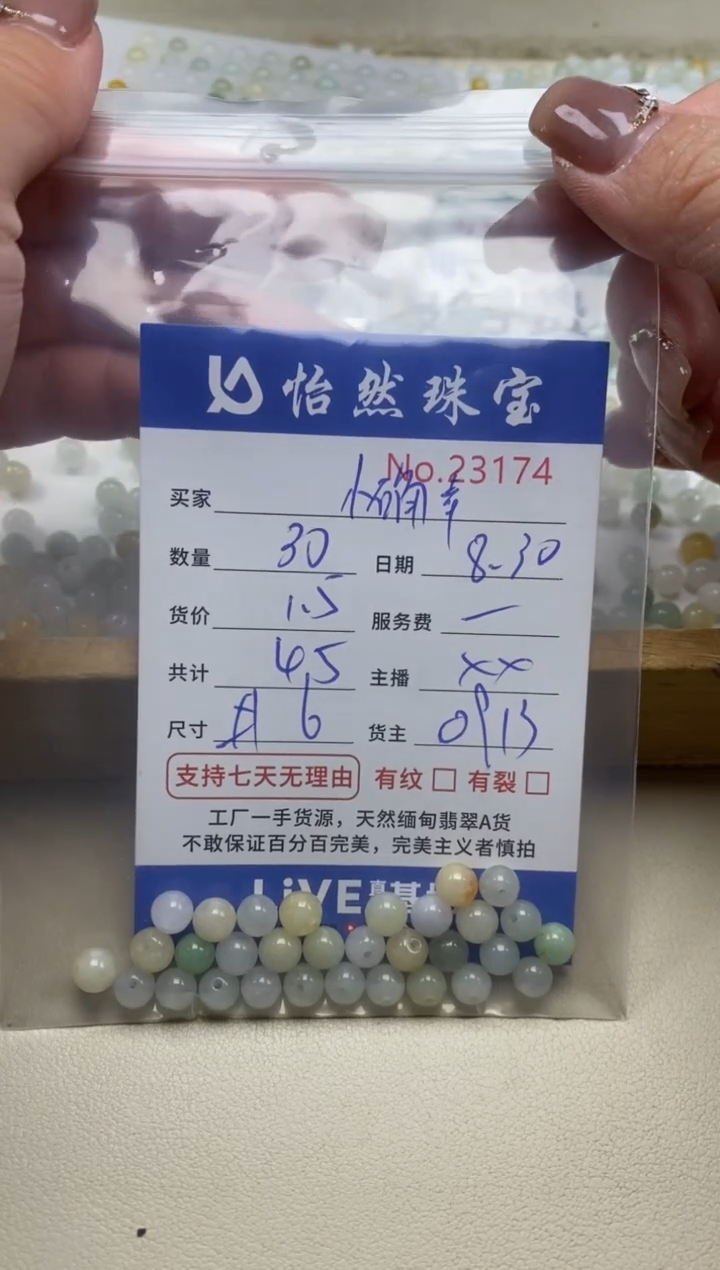 怡然珠宝
No.23174
买家 小确幸
数量 30 日期 8.30
货价 1.5 服务费 —
共计 45 主播 xx
尺寸 6 货主 0913
支持七天无理由 有纹 有裂
工厂一手货源，天然缅甸翡翠A货
不敢保证百分百完美，完美主义者慎拍
LiVE